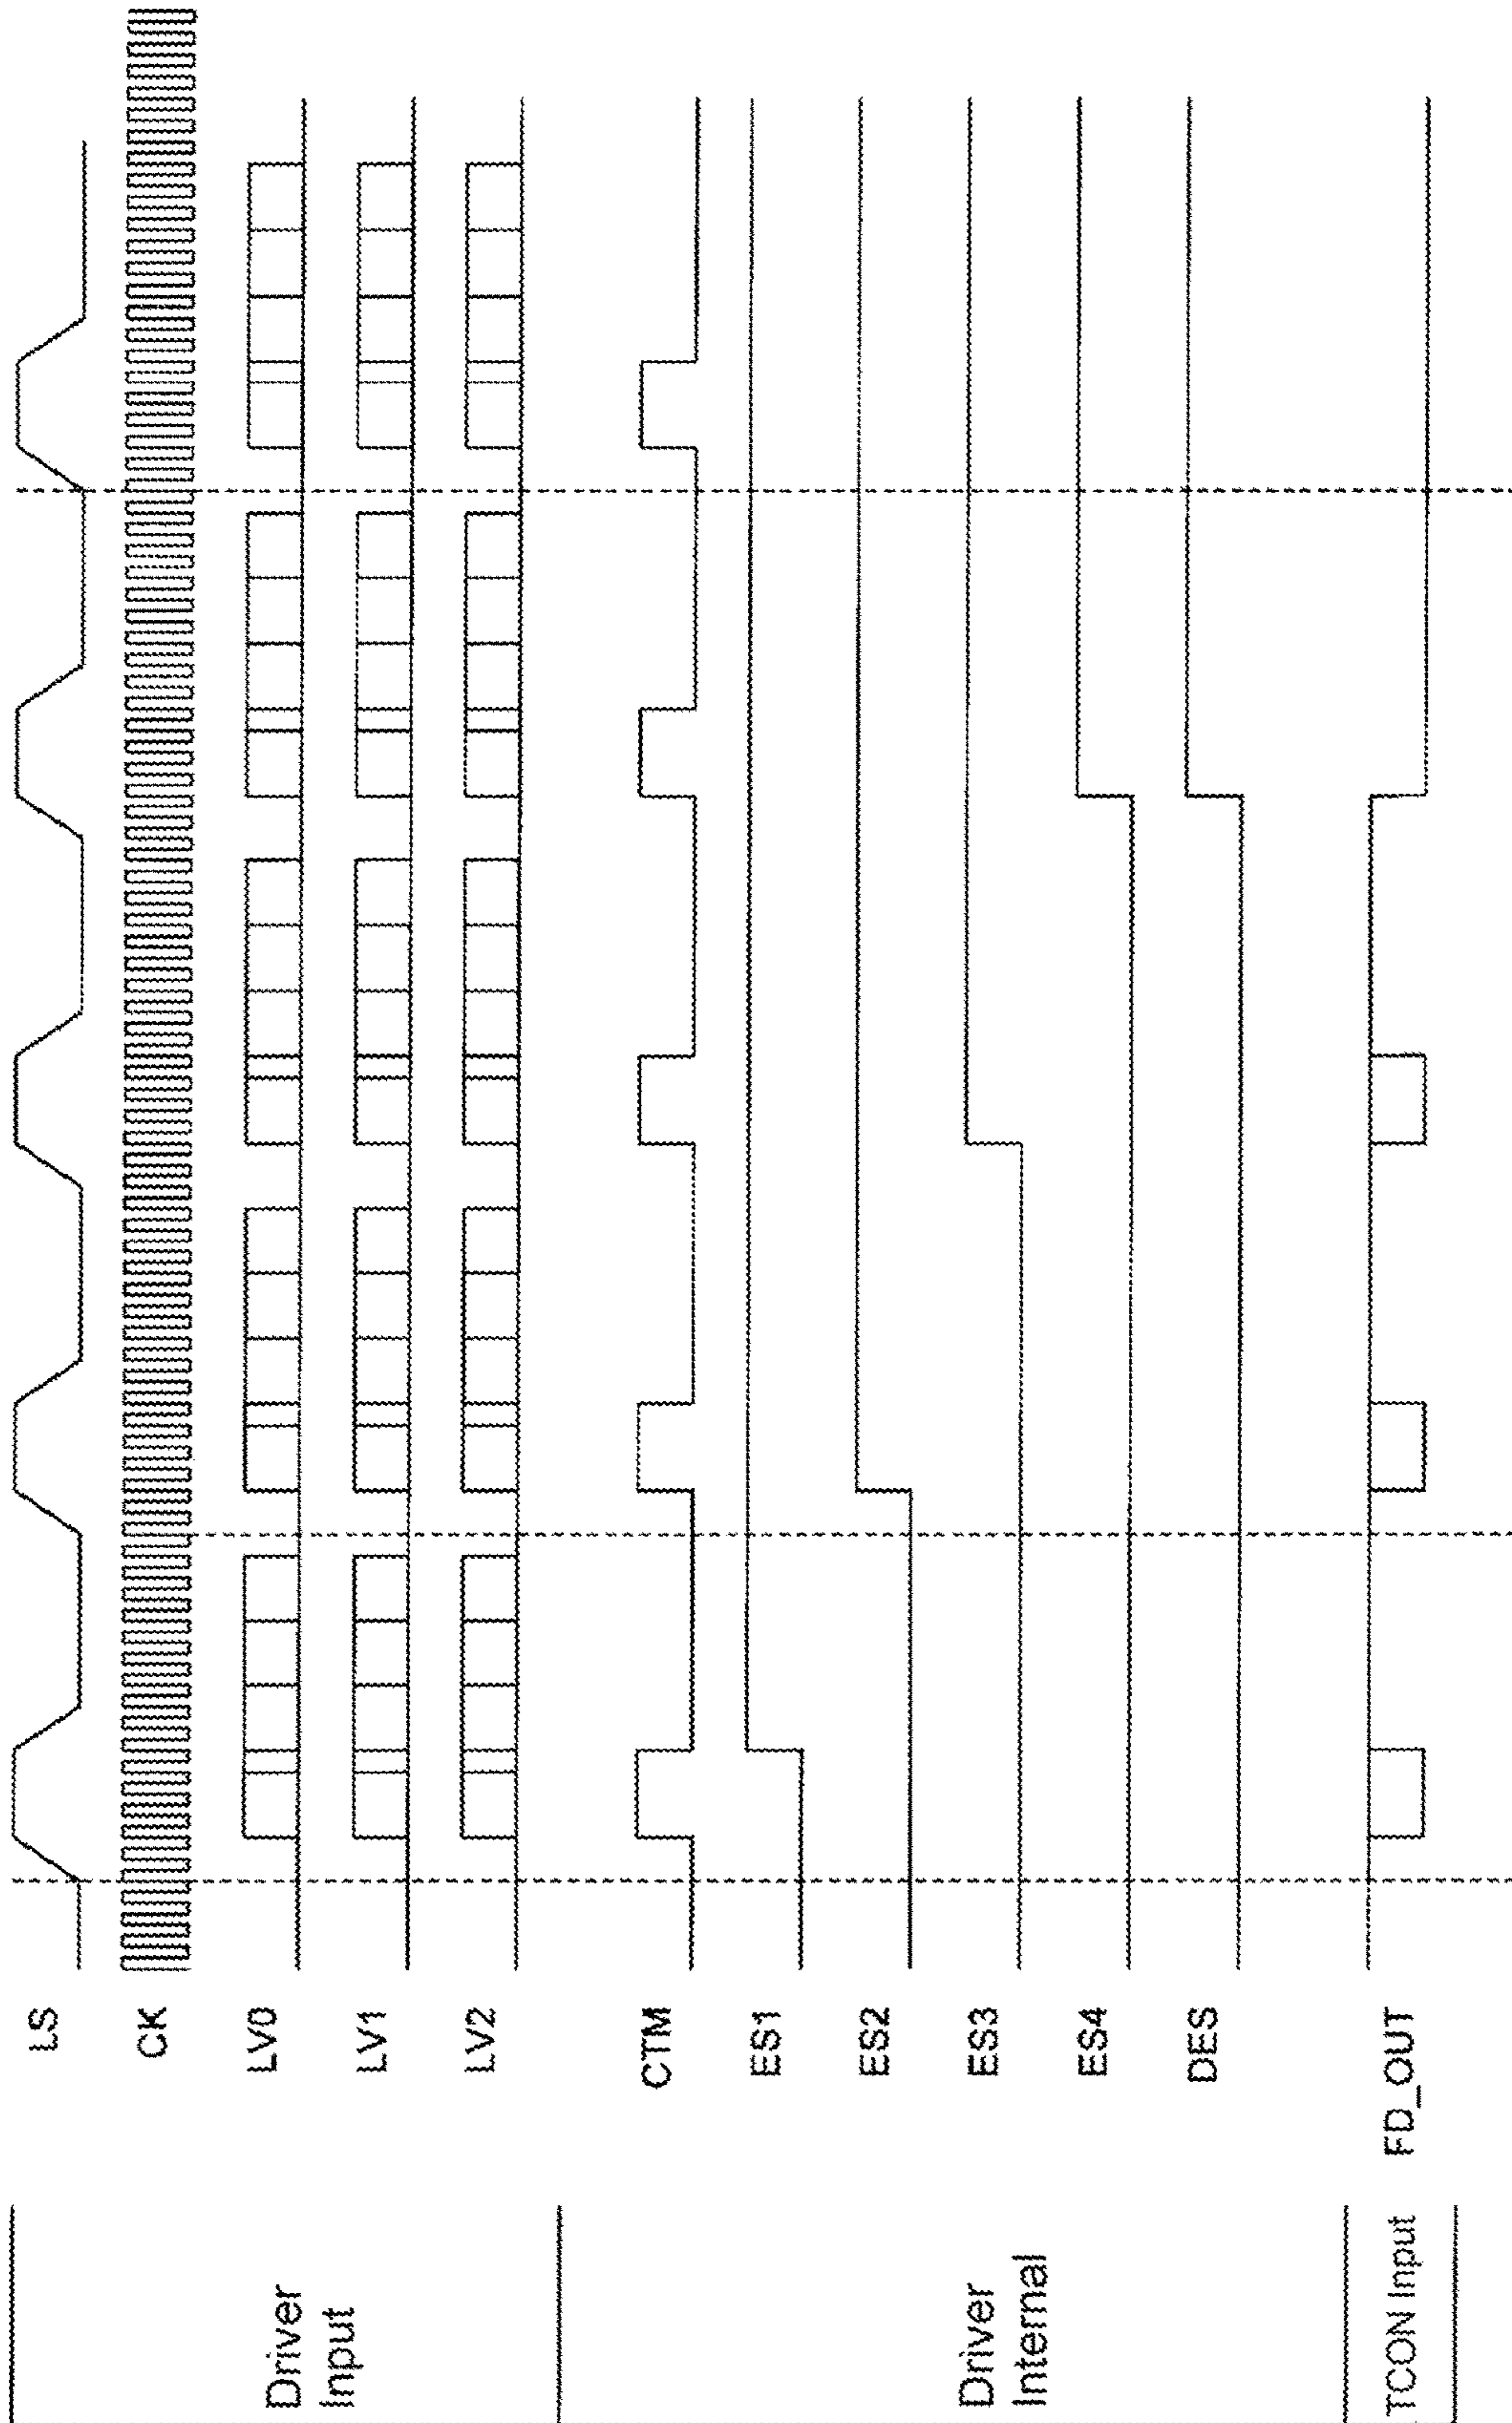 Driver
Input
LS
CK
LV0
LV1
LV2
Driver
Internal
CTM
ES1
ES2
ES3
ES4
DES
TCON Input
FD_OUT